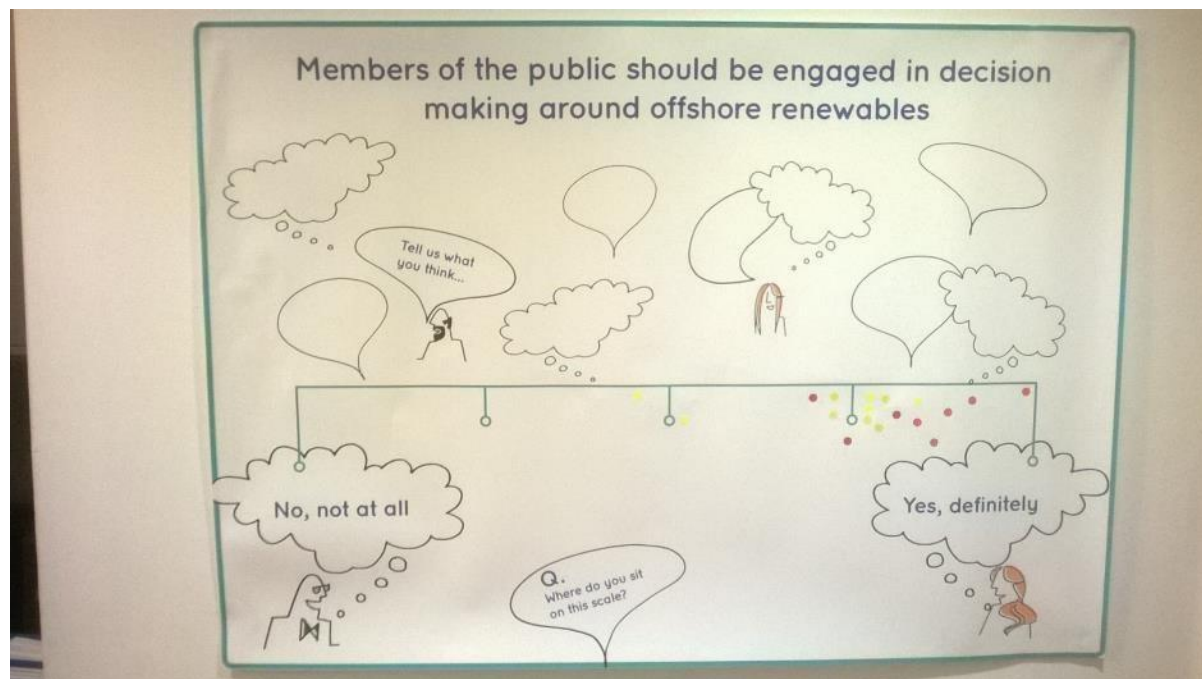 Members of the public should be engaged in decision
making around offshore renewables
Tell us what
you think...
No, not at all
Yes, definitely
Q.
Where do you sit
on this scale?